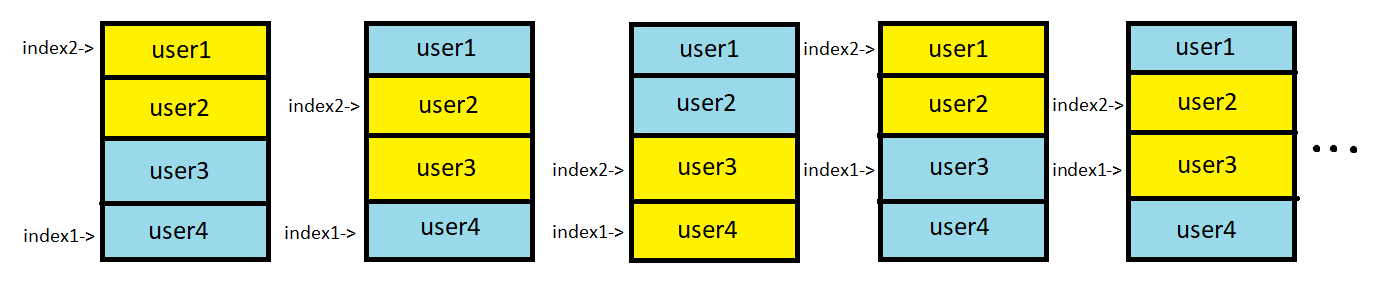 index2-> user1
user2
user3
index1-> user4
user1
index2-> user2
user3
index1-> user4
user1
user2
index2-> user3
index1-> user4
index2-> user1
user2
index1-> user3
user4
user1
index2-> user2
index1-> user3
user4
...